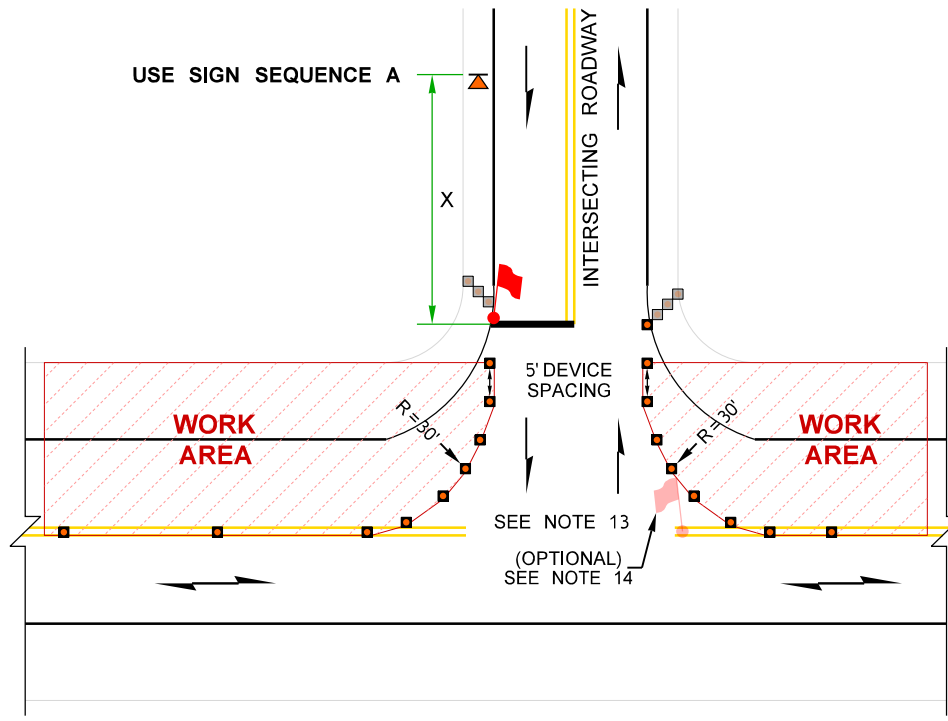 USE SIGN SEQUENCE A
X
INTERSECTING ROADWAY
5' DEVICE
SPACING
R = 30'
R = 30'
WORK
AREA
WORK
AREA
SEE NOTE 13
(OPTIONAL)
SEE NOTE 14